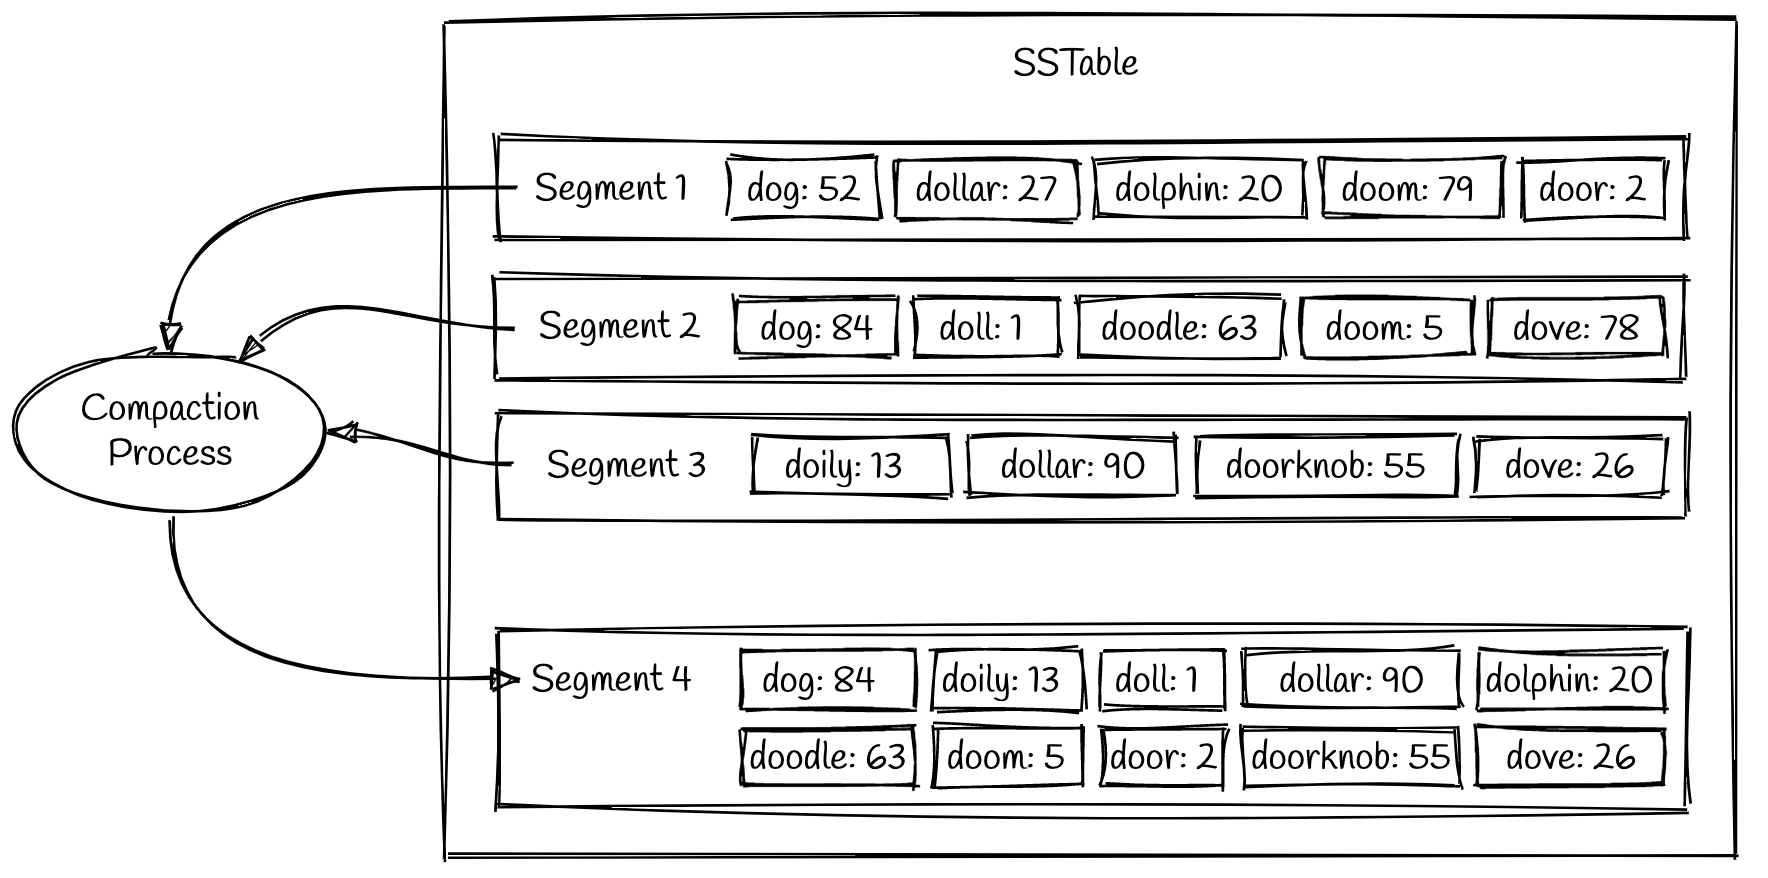 SSTable
Segment 1 dog: 52 dollar: 27 dolphin: 20 doom: 79 door: 2
Segment 2 dog: 84 doll: 1 doodle: 63 doom: 5 dove: 78
Compaction
Process
Segment 3 doily: 13 dollar: 90 doorknob: 55 dove: 26
Segment 4 dog: 84 doily: 13 doll: 1 dollar: 90 dolphin: 20
doodle: 63 doom: 5 door: 2 doorknob: 55 dove: 26